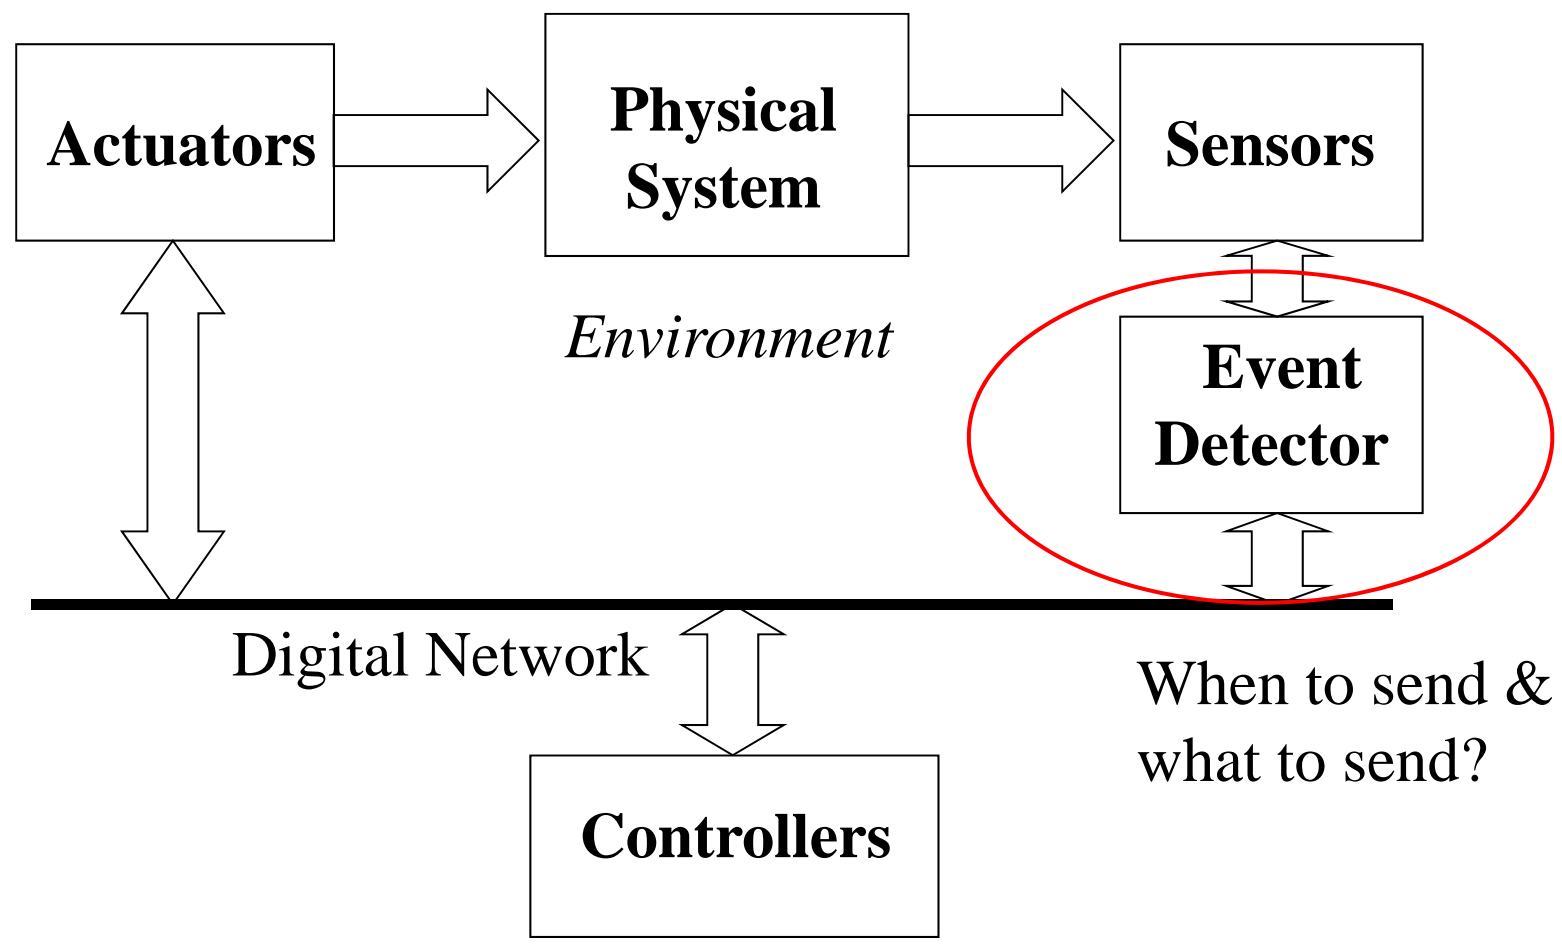 Actuators
Physical
System
Sensors
Environment
Event
Detector
Digital Network
When to send &
what to send?
Controllers